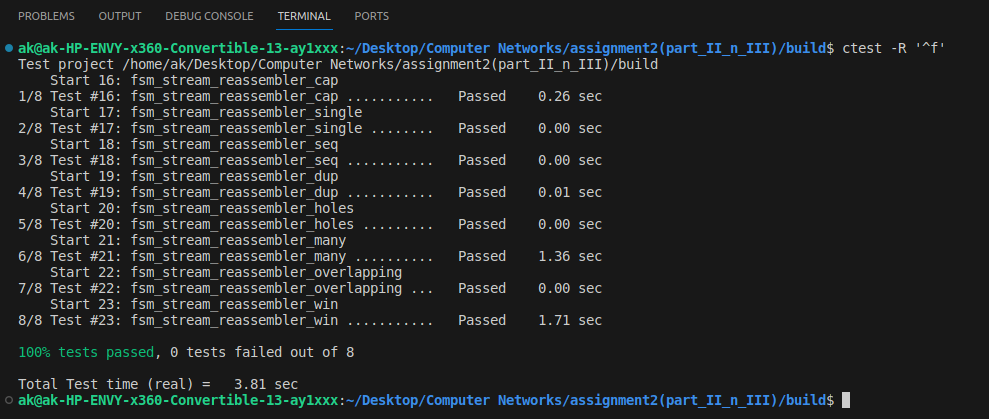 PROBLEMS OUTPUT DEBUG CONSOLE TERMINAL PORTS
ak@ak-HP-ENVY-x360-Convertible-13-ay1xxx:~/Desktop/Computer Networks/assignment2(part_II_n_III)/build$ ctest -R '^f'
Test project /home/ak/Desktop/Computer Networks/assignment2(part_II_n_III)/build
    Start 16: fsm_stream_reassembler_cap
1/8 Test #16: fsm_stream_reassembler_cap ...........   Passed    0.26 sec
    Start 17: fsm_stream_reassembler_single
2/8 Test #17: fsm_stream_reassembler_single ........   Passed    0.00 sec
    Start 18: fsm_stream_reassembler_seq
3/8 Test #18: fsm_stream_reassembler_seq ...........   Passed    0.00 sec
    Start 19: fsm_stream_reassembler_dup
4/8 Test #19: fsm_stream_reassembler_dup ...........   Passed    0.01 sec
    Start 20: fsm_stream_reassembler_holes
5/8 Test #20: fsm_stream_reassembler_holes .........   Passed    0.00 sec
    Start 21: fsm_stream_reassembler_many
6/8 Test #21: fsm_stream_reassembler_many ..........   Passed    1.36 sec
    Start 22: fsm_stream_reassembler_overlapping
7/8 Test #22: fsm_stream_reassembler_overlapping ...   Passed    0.00 sec
    Start 23: fsm_stream_reassembler_win
8/8 Test #23: fsm_stream_reassembler_win ...........   Passed    1.71 sec
100% tests passed, 0 tests failed out of 8
Total Test time (real) =   3.81 sec
ak@ak-HP-ENVY-x360-Convertible-13-ay1xxx:~/Desktop/Computer Networks/assignment2(part_II_n_III)/build$